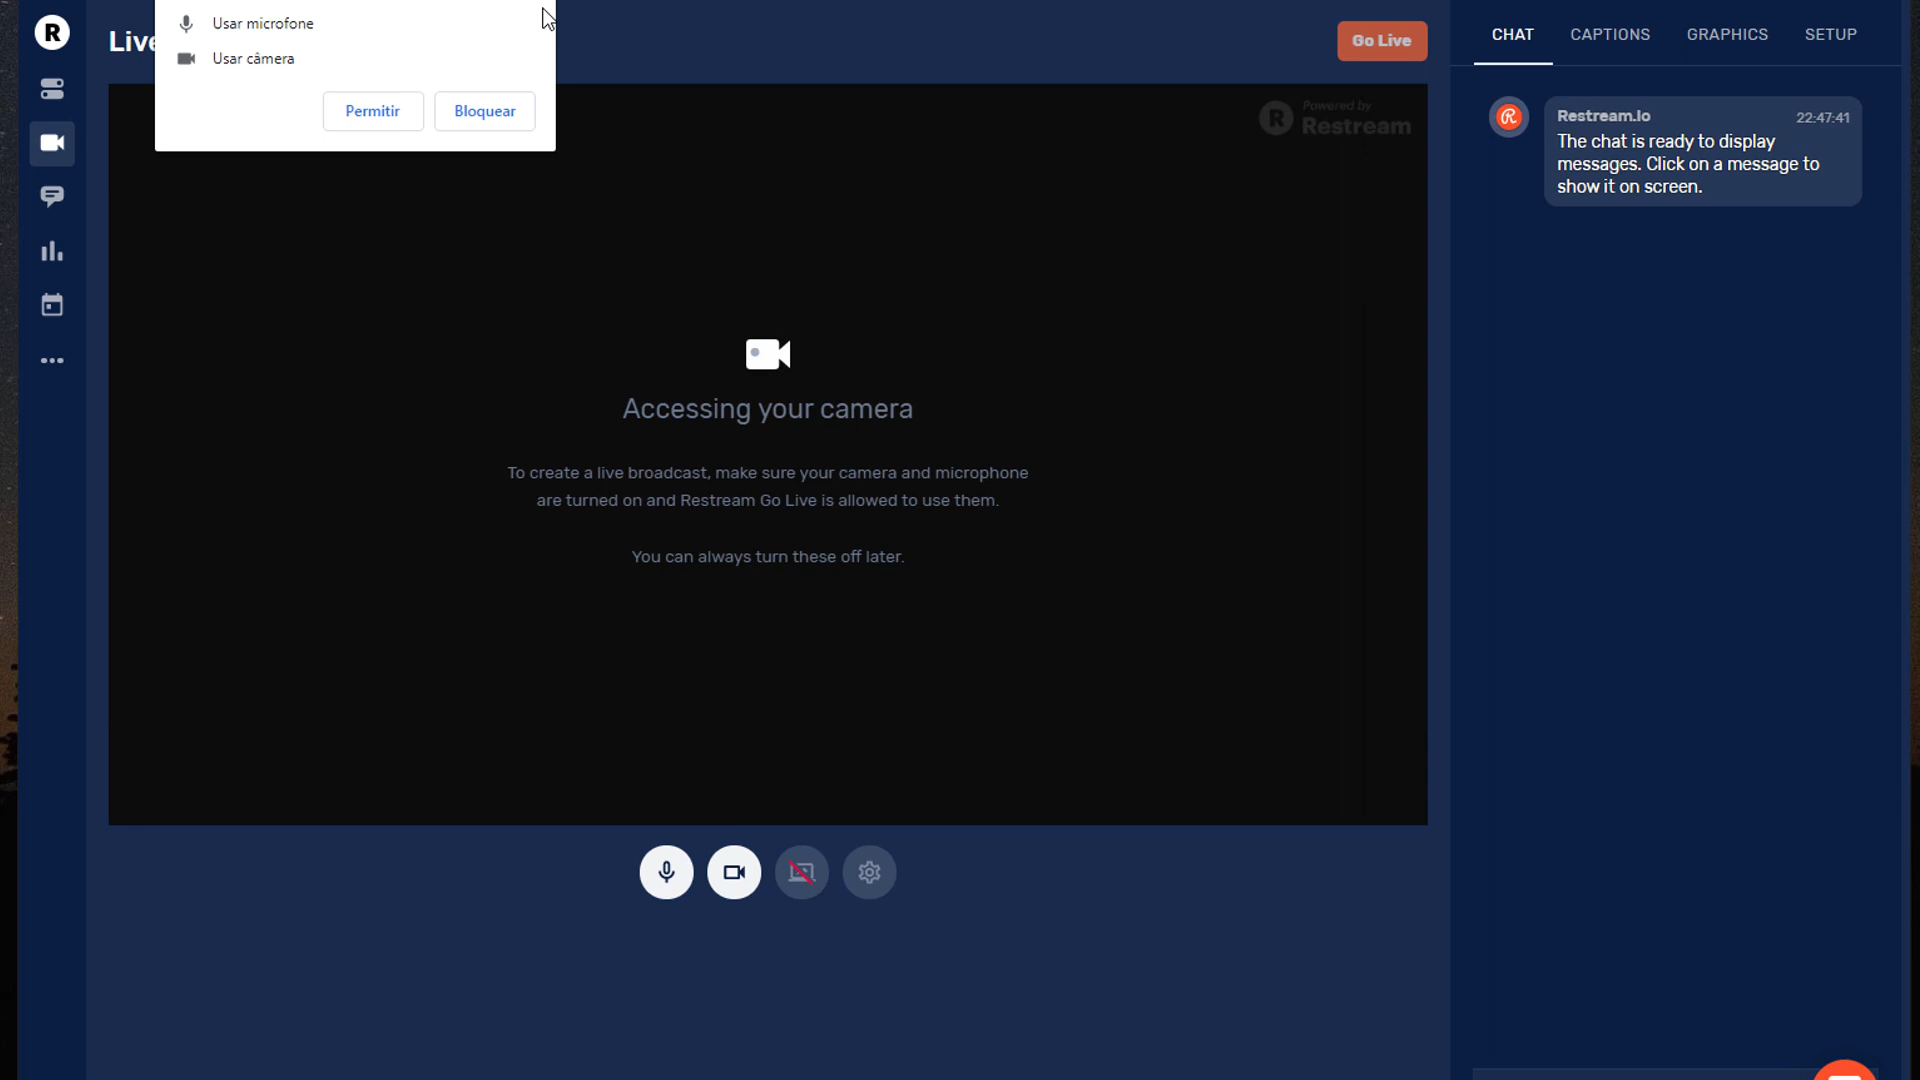 R
Live
Usar microfone
Usar câmera
Permitir
Bloquear
Go Live
Powered by
R Restream
Accessing your camera
To create a live broadcast, make sure your camera and microphone
are turned on and Restream Go Live is allowed to use them.
You can always turn these off later.
CHAT
CAPTIONS
GRAPHICS
SETUP
Restream.Io
22:47:41
The chat is ready to display
messages. Click on a message to
show it on screen.